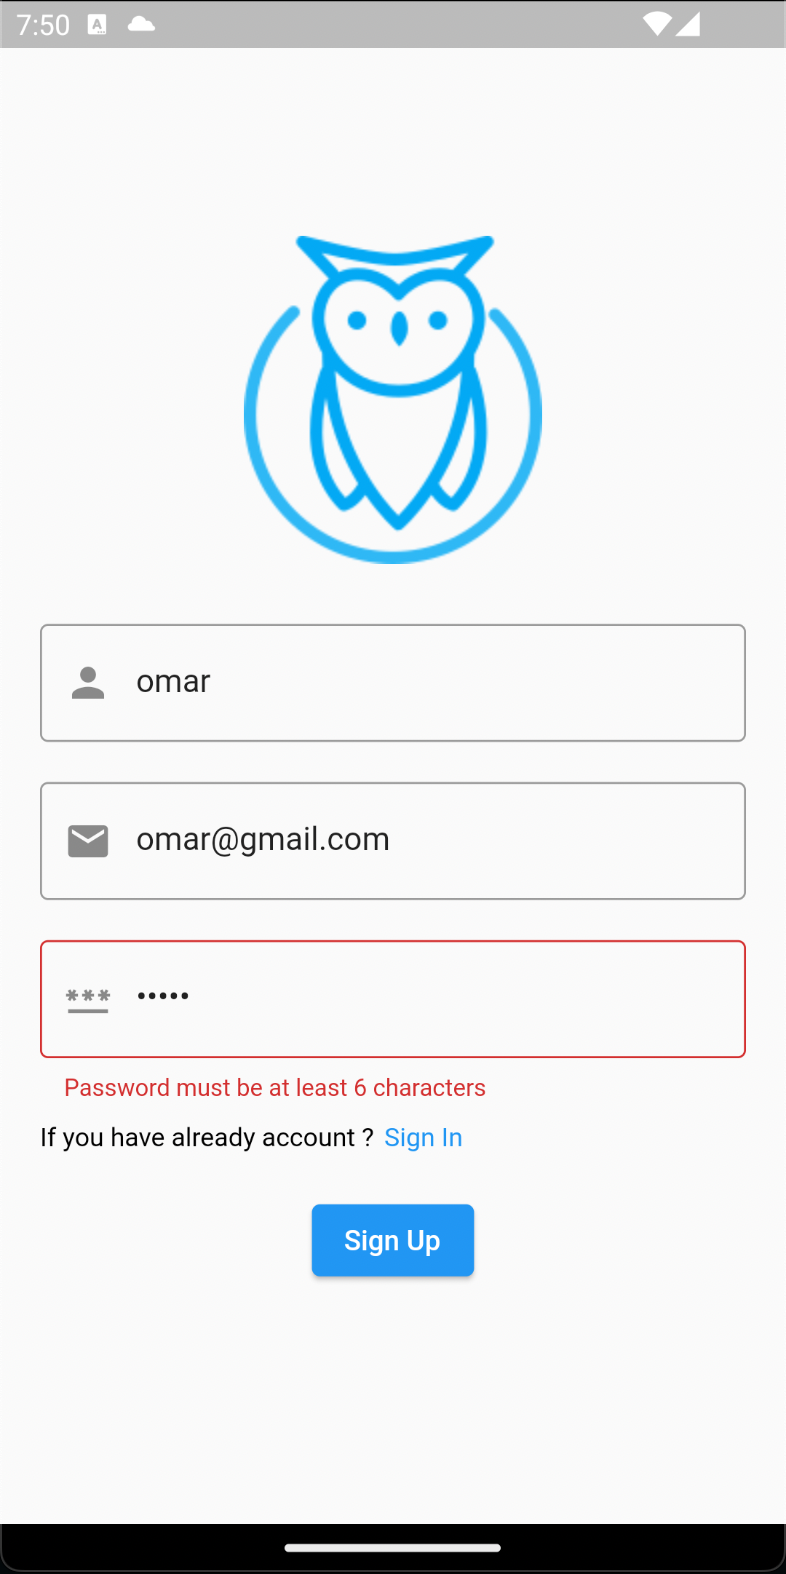 7:50
omar
omar@gmail.com
•••••
Password must be at least 6 characters
If you have already account ? Sign In
Sign Up